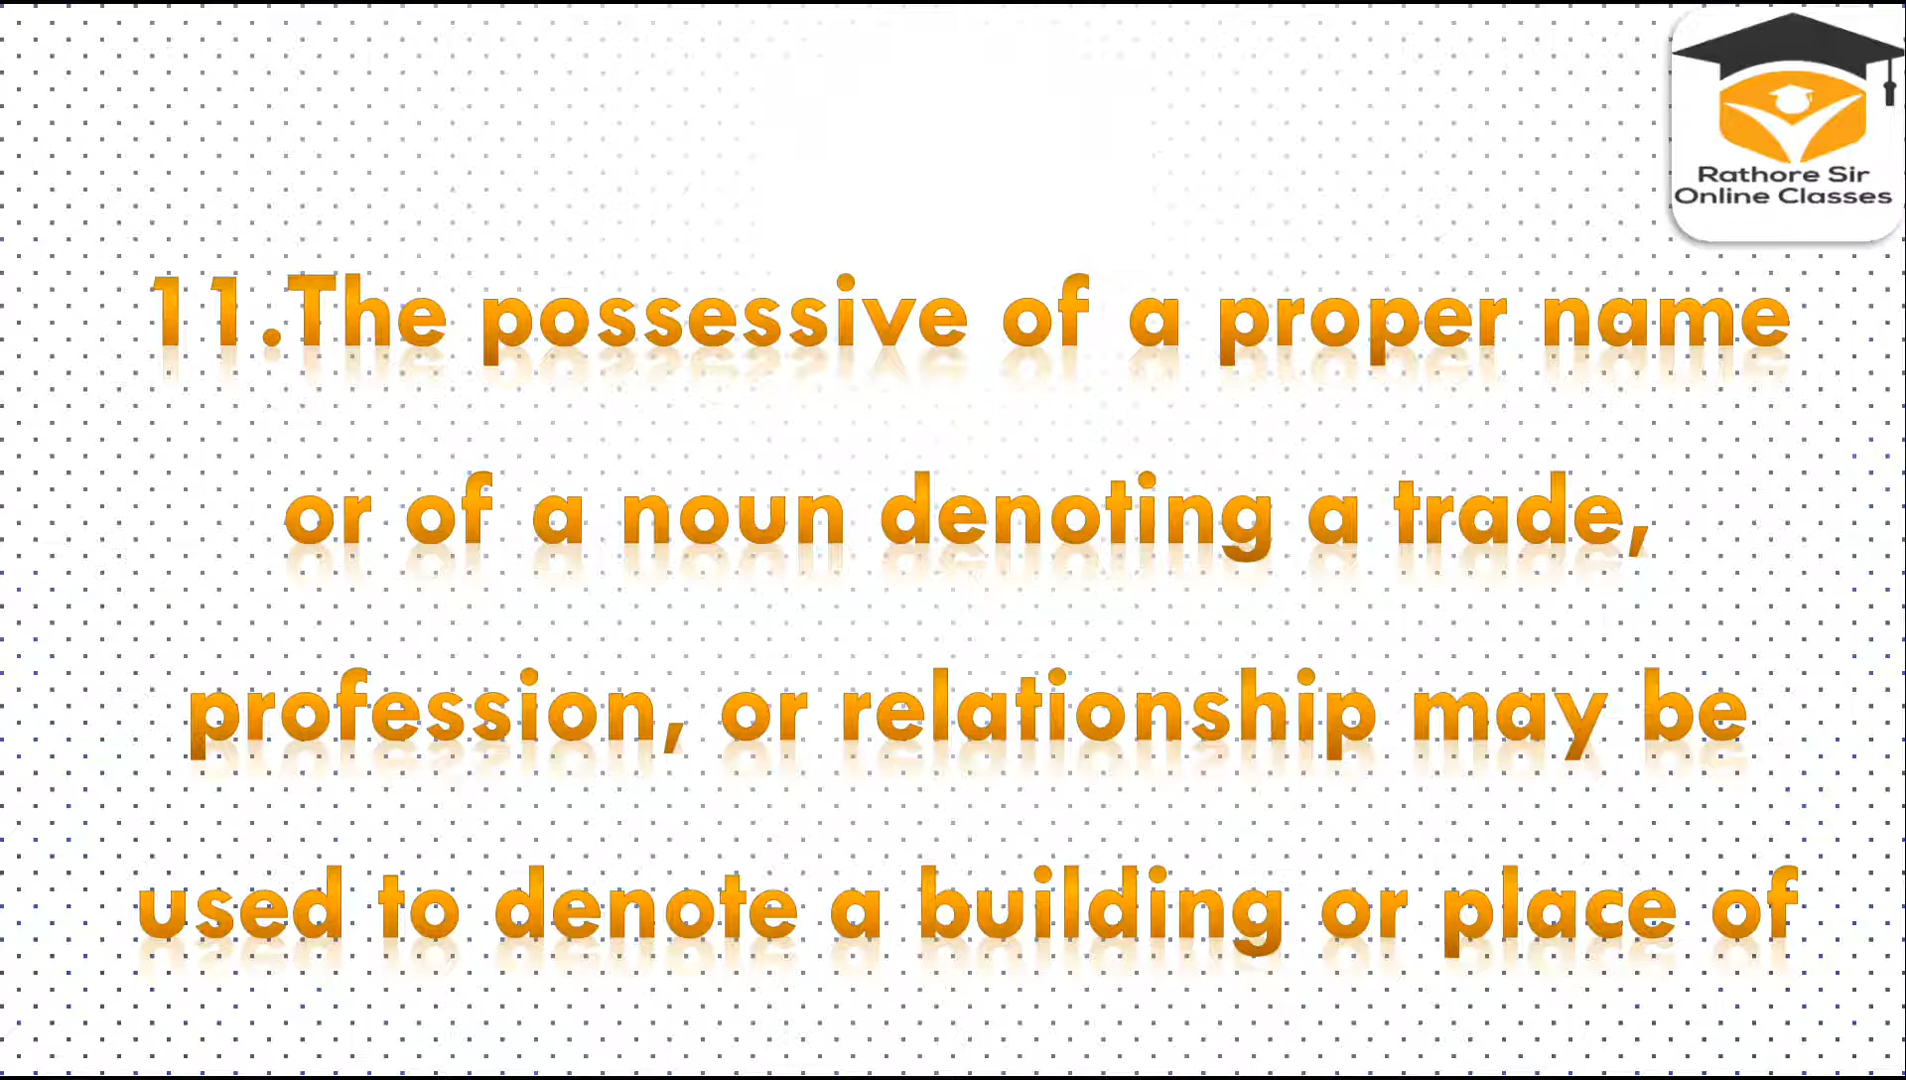 Rathore Sir
Online Classes
11.The possessive of a proper name
or of a noun denoting a trade,
profession, or relationship may be
used to denote a building or place of